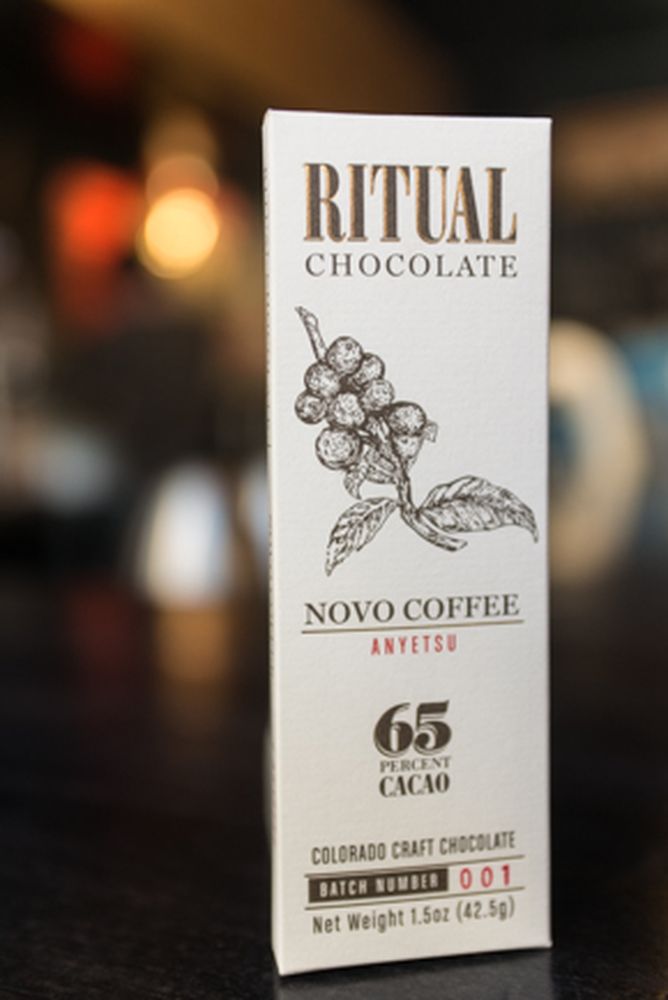 RITUAL
CHOCOLATE
NOVO COFFEE
ANYETSU
65
PERCENT
CACAO
COLORADO CRAFT CHOCOLATE
BATCH NUMBER 001
Net Weight 1.5oz (42.5g)